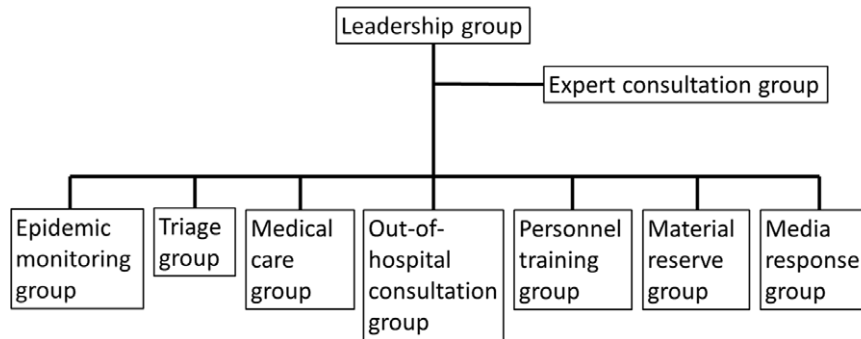 Leadership group
Expert consultation group
Epidemic
monitoring
group
Triage
group
Medical
care
group
Out-of-
hospital
consultation
group
Personnel
training
group
Material
reserve
group
Media
response
group